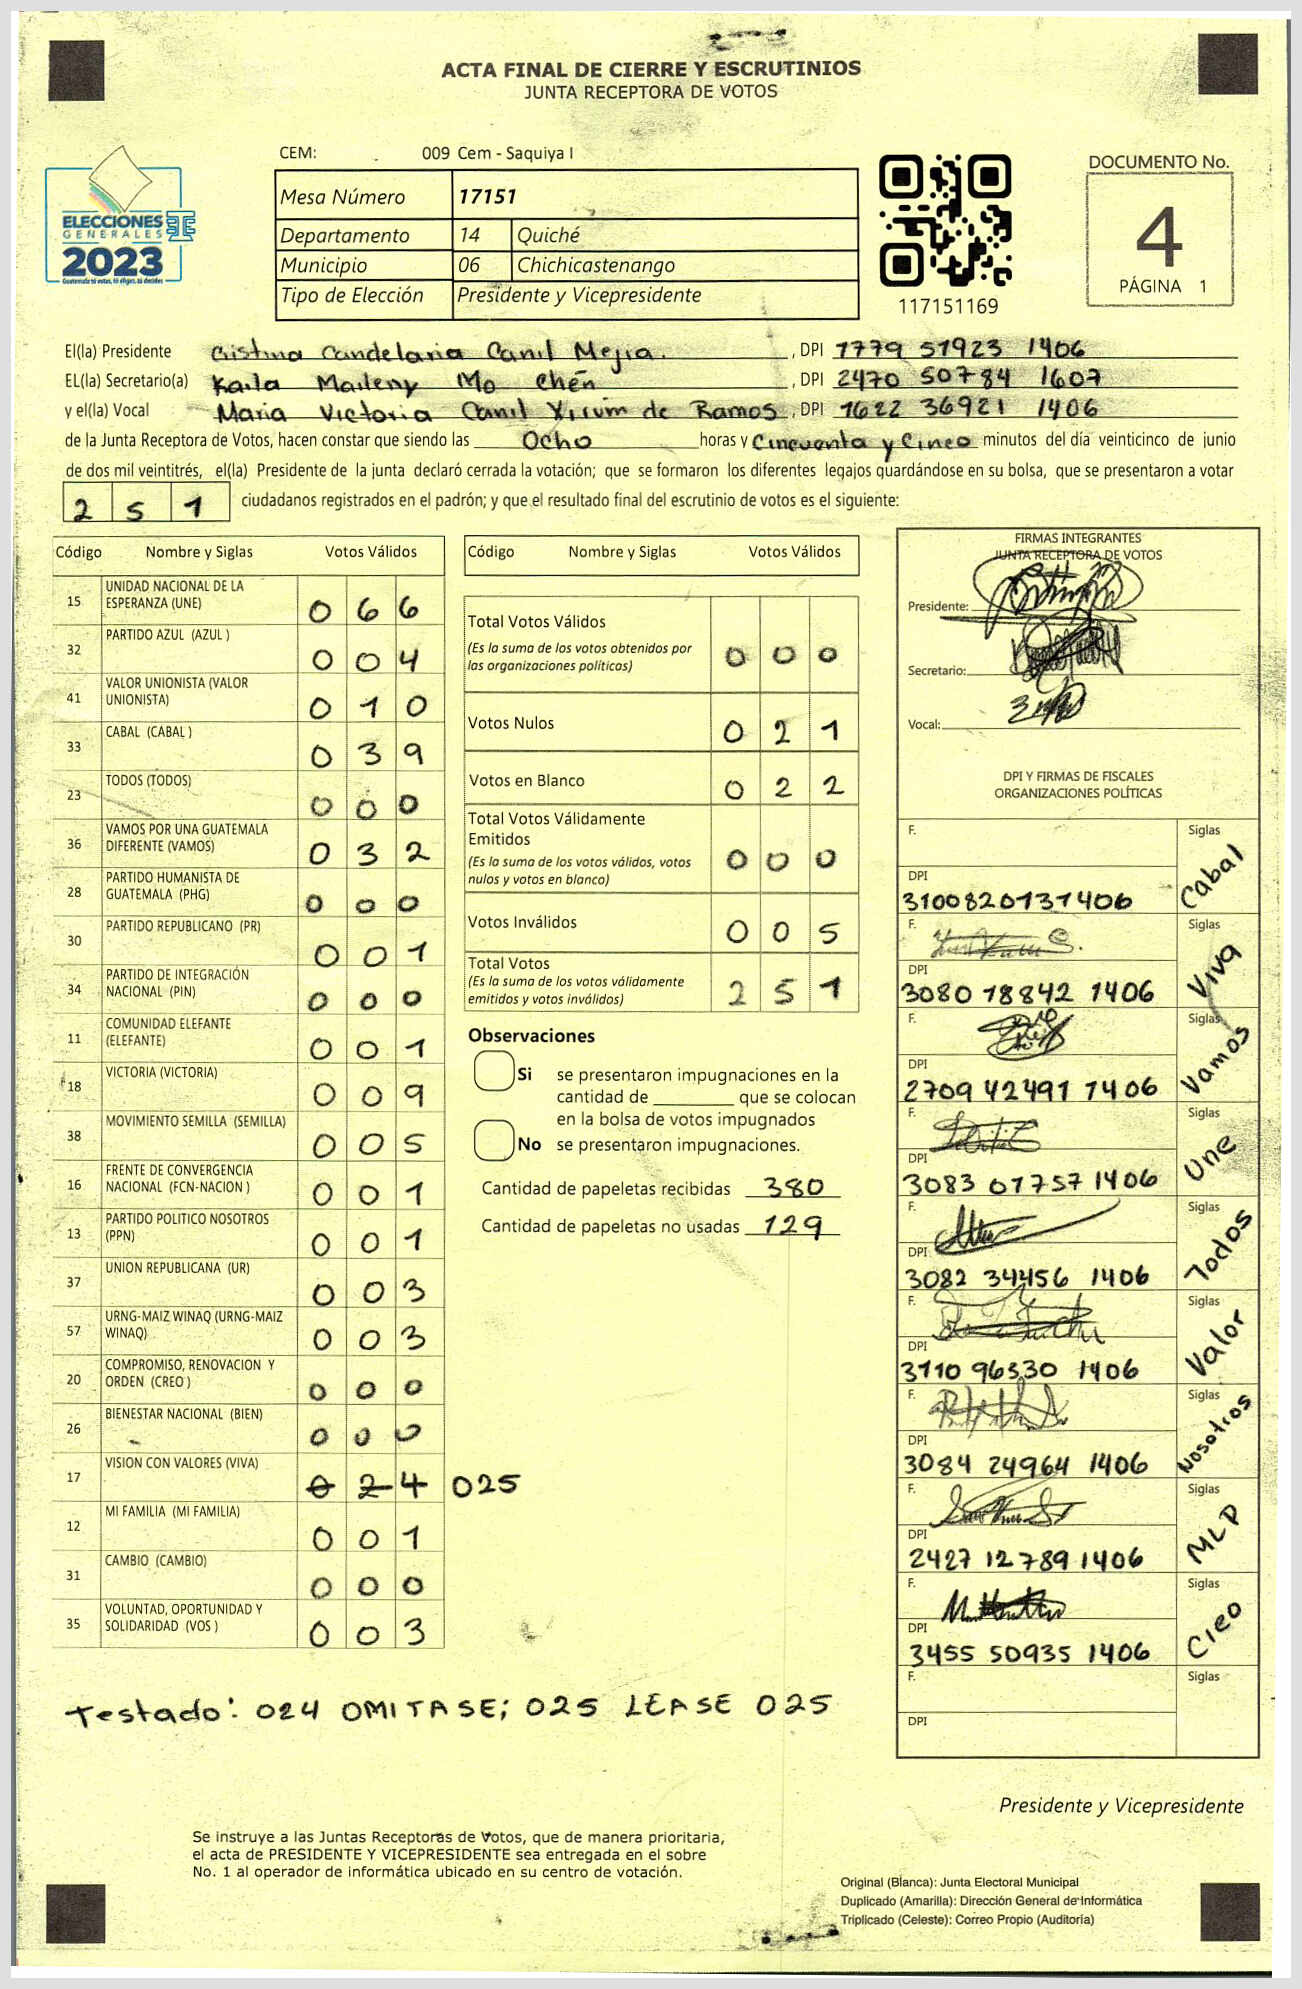 ACTA FINAL DE CIERRE Y ESCRUTINIOS
JUNTA RECEPTORA DE VOTOS
ELECCIONES
GENERALES
2023
Guatemala tú votas, tú eliges, tú decides
CEM: 009 Cem - Saquiya I
Mesa Número 17151
Departamento 14 Quiché
Municipio 06 Chichicastenango
Tipo de Elección Presidente y Vicepresidente
117151169
DOCUMENTO No.
4
PÁGINA 1
El(la) Presidente Cristina Candelaria Canil Mejia. , DPI 1779 51923 1406
EL(la) Secretario(a) Karla Maileny Mo Chén , DPI 2470 50784 1607
y el(la) Vocal Maria Victoria Canil Xirum de Ramos , DPI 1622 36921 1406
de la Junta Receptora de Votos, hacen constar que siendo las Ocho horas y Cincuenta y Cinco minutos del día veinticinco de junio
de dos mil veintitrés, el(la) Presidente de la junta declaró cerrada la votación; que se formaron los diferentes legajos guardándose en su bolsa, que se presentaron a votar
2 5 1 ciudadanos registrados en el padrón; y que el resultado final del escrutinio de votos es el siguiente:
Código Nombre y Siglas Votos Válidos
15 UNIDAD NACIONAL DE LA
ESPERANZA (UNE) 0 6 6
32 PARTIDO AZUL (AZUL ) 0 0 4
41 VALOR UNIONISTA (VALOR
UNIONISTA) 0 1 0
33 CABAL (CABAL ) 0 3 9
23 TODOS (TODOS) 0 0 0
36 VAMOS POR UNA GUATEMALA
DIFERENTE (VAMOS) 0 3 2
28 PARTIDO HUMANISTA DE
GUATEMALA (PHG) 0 0 0
30 PARTIDO REPUBLICANO (PR) 0 0 1
34 PARTIDO DE INTEGRACIÓN
NACIONAL (PIN) 0 0 0
11 COMUNIDAD ELEFANTE
(ELEFANTE) 0 0 1
18 VICTORIA (VICTORIA) 0 0 9
38 MOVIMIENTO SEMILLA (SEMILLA) 0 0 5
16 FRENTE DE CONVERGENCIA
NACIONAL (FCN-NACION ) 0 0 1
13 PARTIDO POLITICO NOSOTROS
(PPN) 0 0 1
37 UNION REPUBLICANA (UR) 0 0 3
57 URNG-MAIZ WINAQ (URNG-MAIZ
WINAQ) 0 0 3
20 COMPROMISO, RENOVACION Y
ORDEN (CREO ) 0 0 0
26 BIENESTAR NACIONAL (BIEN) 0 0 0
17 VISION CON VALORES (VIVA) 0 2 4 025
12 MI FAMILIA (MI FAMILIA) 0 0 1
31 CAMBIO (CAMBIO) 0 0 0
35 VOLUNTAD, OPORTUNIDAD Y
SOLIDARIDAD (VOS ) 0 0 3
Testado: 024 OMITASE; 025 LEASE 025
Código Nombre y Siglas Votos Válidos
Total Votos Válidos
(Es la suma de los votos obtenidos por
las organizaciones políticas) 0 0 0
Votos Nulos 0 2 1
Votos en Blanco 0 2 2
Total Votos Válidamente
Emitidos
(Es la suma de los votos válidos, votos
nulos y votos en blanco) 0 0 0
Votos Inválidos 0 0 5
Total Votos
(Es la suma de los votos válidamente
emitidos y votos inválidos) 2 5 1
Observaciones
Si se presentaron impugnaciones en la
cantidad de ________ que se colocan
en la bolsa de votos impugnados
No se presentaron impugnaciones.
Cantidad de papeletas recibidas 380
Cantidad de papeletas no usadas 129
FIRMAS INTEGRANTES
JUNTA RECEPTORA DE VOTOS
Presidente:
Secretario:
Vocal:
DPI Y FIRMAS DE FISCALES
ORGANIZACIONES POLÍTICAS
F. Siglas Cabal
DPI
3100820131406
F. Siglas Viva
DPI
3080 18842 1406
F. Siglas Vamos
DPI
2709 42491 1406
F. Siglas Une
DPI
3083 01757 1406
F. Siglas Todos
DPI
3082 34456 1406
F. Siglas Valor
DPI
3110 96330 1406
F. Siglas Nosotros
DPI
3084 24964 1406
F. Siglas MLP
DPI
2427 12789 1406
F. Siglas Creo
DPI
3455 50935 1406
F. Siglas
DPI
Presidente y Vicepresidente
Se instruye a las Juntas Receptoras de Votos, que de manera prioritaria,
el acta de PRESIDENTE Y VICEPRESIDENTE sea entregada en el sobre
No. 1 al operador de informática ubicado en su centro de votación.
Original (Blanca): Junta Electoral Municipal
Duplicado (Amarilla): Dirección General de Informática
Triplicado (Celeste): Correo Propio (Auditoría)